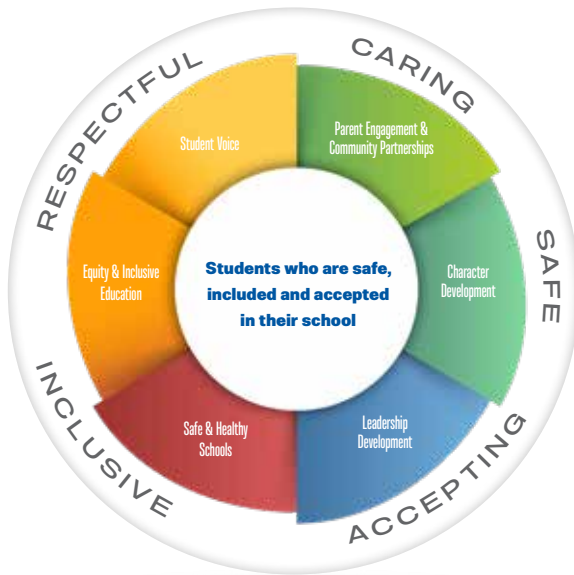 RESPECTFUL
CARING
SAFE
ACCEPTING
INCLUSIVE
Student Voice
Parent Engagement &
Community Partnerships
Character
Development
Leadership
Development
Safe & Healthy
Schools
Equity & Inclusive
Education
Students who are safe,
included and accepted
in their school